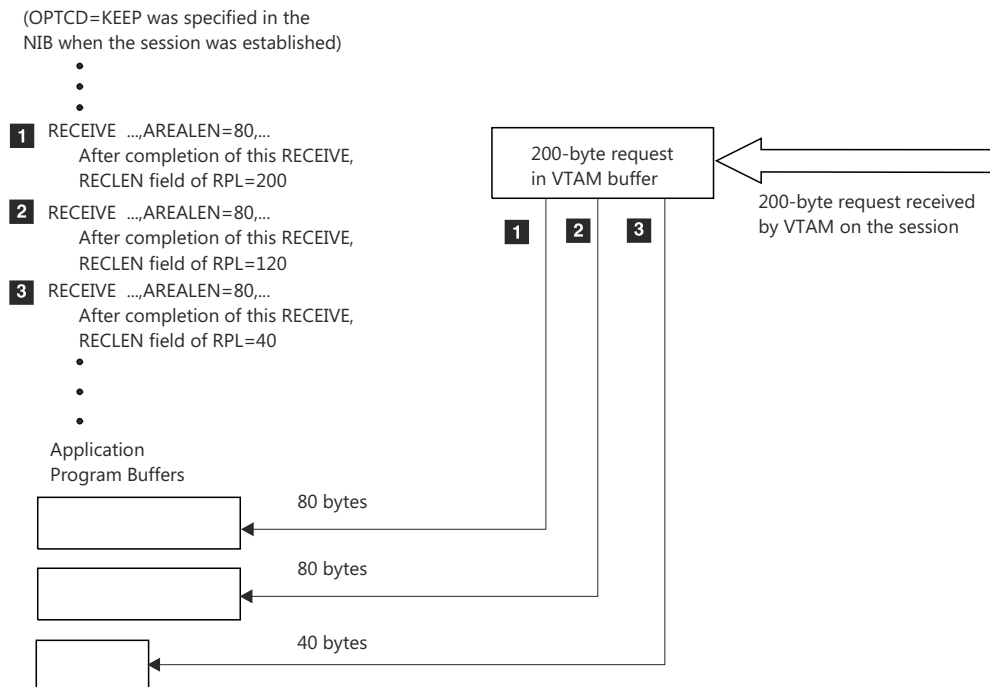 (OPTCD=KEEP was specified in the
NIB when the session was established)
1 RECEIVE ...,AREALEN=80,...
After completion of this RECEIVE,
RECLEN field of RPL=200
2 RECEIVE ...,AREALEN=80,...
After completion of this RECEIVE,
RECLEN field of RPL=120
3 RECEIVE ...,AREALEN=80,...
After completion of this RECEIVE,
RECLEN field of RPL=40
200-byte request
in VTAM buffer
200-byte request received
by VTAM on the session
1 2 3
Application
Program Buffers
80 bytes
80 bytes
40 bytes